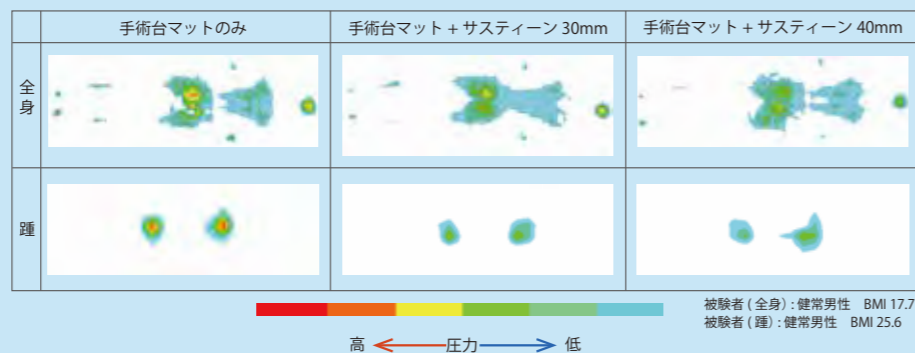 手術台マットのみ
手術台マット + サスティーン 30mm
手術台マット + サスティーン 40mm
全身
踵
高 圧力 低
被験者 ( 全身 ) : 健常男性 BMI 17.7
被験者 ( 踵 ) : 健常男性 BMI 25.6